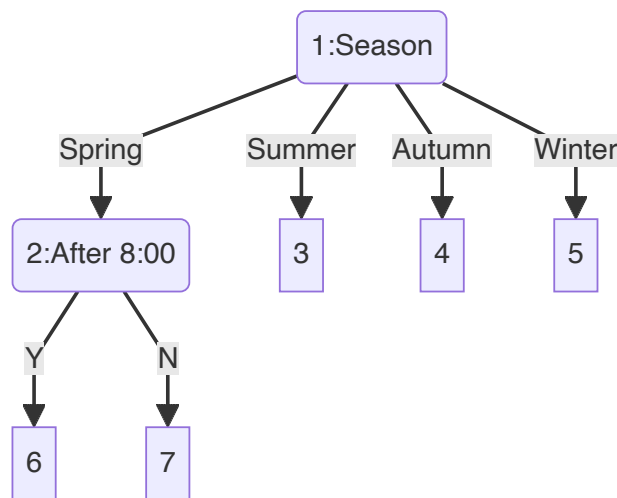 1:Season
Spring
Summer
Autumn
Winter
2:After 8:00
3
4
5
Y
N
6
7